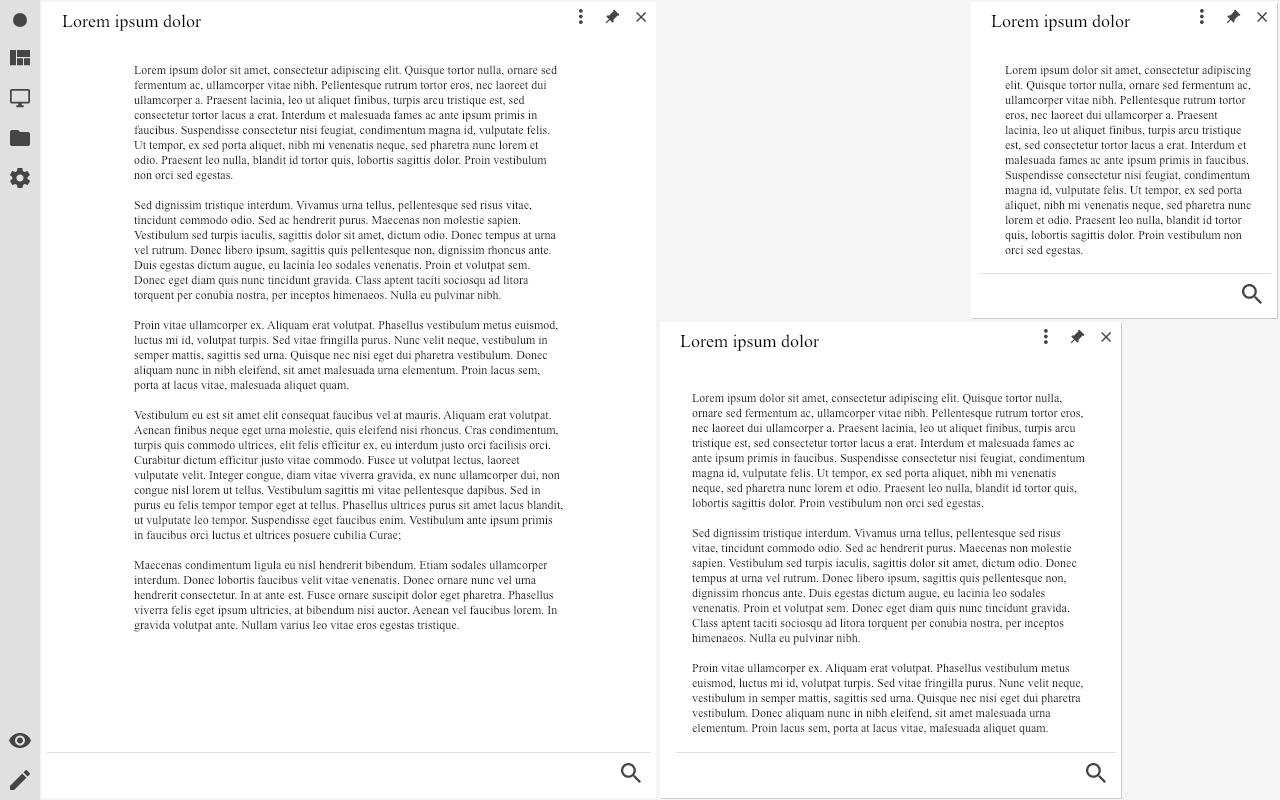 Lorem ipsum dolor
Lorem ipsum dolor sit amet, consectetur adipiscing elit. Quisque tortor nulla, ornare sed
fermentum ac, ullamcorper vitae nibh. Pellentesque rutrum tortor eros, nec laoreet dui
ullamcorper a. Praesent lacinia, leo ut aliquet finibus, turpis arcu tristique est, sed
consectetur tortor lacus a erat. Interdum et malesuada fames ac ante ipsum primis in
faucibus. Suspendisse consectetur nisi feugiat, condimentum magna id, vulputate felis.
Ut tempor, ex sed porta aliquet, nibh mi venenatis neque, sed pharetra nunc lorem et
odio. Praesent leo nulla, blandit id tortor quis, lobortis sagittis dolor. Proin vestibulum
non orci sed egestas.
Sed dignissim tristique interdum. Vivamus urna tellus, pellentesque sed risus vitae,
tincidunt commodo odio. Sed ac hendrerit purus. Maecenas non molestie sapien.
Vestibulum sed turpis iaculis, sagittis dolor sit amet, dictum odio. Donec tempus at urna
vel rutrum. Donec libero ipsum, sagittis quis pellentesque non, dignissim rhoncus ante.
Duis egestas dictum augue, eu lacinia leo sodales venenatis. Proin et volutpat sem.
Donec eget diam quis nunc tincidunt gravida. Class aptent taciti sociosqu ad litora
torquent per conubia nostra, per inceptos himenaeos. Nulla eu pulvinar nibh.
Proin vitae ullamcorper ex. Aliquam erat volutpat. Phasellus vestibulum metus euismod,
luctus mi id, volutpat turpis. Sed vitae fringilla purus. Nunc velit neque, vestibulum in
semper mattis, sagittis sed urna. Quisque nec nisi eget dui pharetra vestibulum. Donec
aliquam nunc in nibh eleifend, sit amet malesuada urna elementum. Proin lacus sem,
porta at lacus vitae, malesuada aliquet quam.
Vestibulum eu est sit amet elit consequat faucibus vel at mauris. Aliquam erat volutpat.
Aenean finibus neque eget urna molestie, quis eleifend nisi rhoncus. Cras condimentum,
turpis quis commodo ultrices, elit felis efficitur ex, eu interdum justo orci facilisis orci.
Curabitur dictum efficitur justo vitae commodo. Fusce ut volutpat lectus, laoreet
vulputate velit. Integer congue, diam vitae viverra gravida, ex nunc ullamcorper dui, non
congue nisl lorem ut tellus. Vestibulum sagittis mi vitae pellentesque dapibus. Sed in
purus eu felis tempor tempor eget at tellus. Phasellus ultrices purus sit amet lacus blandit,
ut vulputate leo tempor. Suspendisse eget faucibus enim. Vestibulum ante ipsum primis
in faucibus orci luctus et ultrices posuere cubilia Curae;
Maecenas condimentum ligula eu nisl hendrerit bibendum. Etiam sodales ullamcorper
interdum. Donec lobortis faucibus velit vitae venenatis. Donec ornare nunc vel urna
hendrerit consectetur. In at ante est. Fusce ornare suscipit dolor eget pharetra. Phasellus
viverra felis eget ipsum ultricies, at bibendum nisi auctor. Aenean vel faucibus lorem. In
gravida volutpat ante. Nullam varius leo vitae eros egestas tristique.
Lorem ipsum dolor
Lorem ipsum dolor sit amet, consectetur adipiscing
elit. Quisque tortor nulla, ornare sed fermentum ac,
ullamcorper vitae nibh. Pellentesque rutrum tortor
eros, nec laoreet dui ullamcorper a. Praesent
lacinia, leo ut aliquet finibus, turpis arcu tristique
est, sed consectetur tortor lacus a erat. Interdum et
malesuada fames ac ante ipsum primis in faucibus.
Suspendisse consectetur nisi feugiat, condimentum
magna id, vulputate felis. Ut tempor, ex sed porta
aliquet, nibh mi venenatis neque, sed pharetra nunc
lorem et odio. Praesent leo nulla, blandit id tortor
quis, lobortis sagittis dolor. Proin vestibulum non
orci sed egestas.
Lorem ipsum dolor
Lorem ipsum dolor sit amet, consectetur adipiscing elit. Quisque tortor nulla,
ornare sed fermentum ac, ullamcorper vitae nibh. Pellentesque rutrum tortor eros,
nec laoreet dui ullamcorper a. Praesent lacinia, leo ut aliquet finibus, turpis arcu
tristique est, sed consectetur tortor lacus a erat. Interdum et malesuada fames ac
ante ipsum primis in faucibus. Suspendisse consectetur nisi feugiat, condimentum
magna id, vulputate felis. Ut tempor, ex sed porta aliquet, nibh mi venenatis
neque, sed pharetra nunc lorem et odio. Praesent leo nulla, blandit id tortor quis,
lobortis sagittis dolor. Proin vestibulum non orci sed egestas.
Sed dignissim tristique interdum. Vivamus urna tellus, pellentesque sed risus
vitae, tincidunt commodo odio. Sed ac hendrerit purus. Maecenas non molestie
sapien. Vestibulum sed turpis iaculis, sagittis dolor sit amet, dictum odio. Donec
tempus at urna vel rutrum. Donec libero ipsum, sagittis quis pellentesque non,
dignissim rhoncus ante. Duis egestas dictum augue, eu lacinia leo sodales
venenatis. Proin et volutpat sem. Donec eget diam quis nunc tincidunt gravida.
Class aptent taciti sociosqu ad litora torquent per conubia nostra, per inceptos
himenaeos. Nulla eu pulvinar nibh.
Proin vitae ullamcorper ex. Aliquam erat volutpat. Phasellus vestibulum metus
euismod, luctus mi id, volutpat turpis. Sed vitae fringilla purus. Nunc velit neque,
vestibulum in semper mattis, sagittis sed urna. Quisque nec nisi eget dui pharetra
vestibulum. Donec aliquam nunc in nibh eleifend, sit amet malesuada urna
elementum. Proin lacus sem, porta at lacus vitae, malesuada aliquet quam.